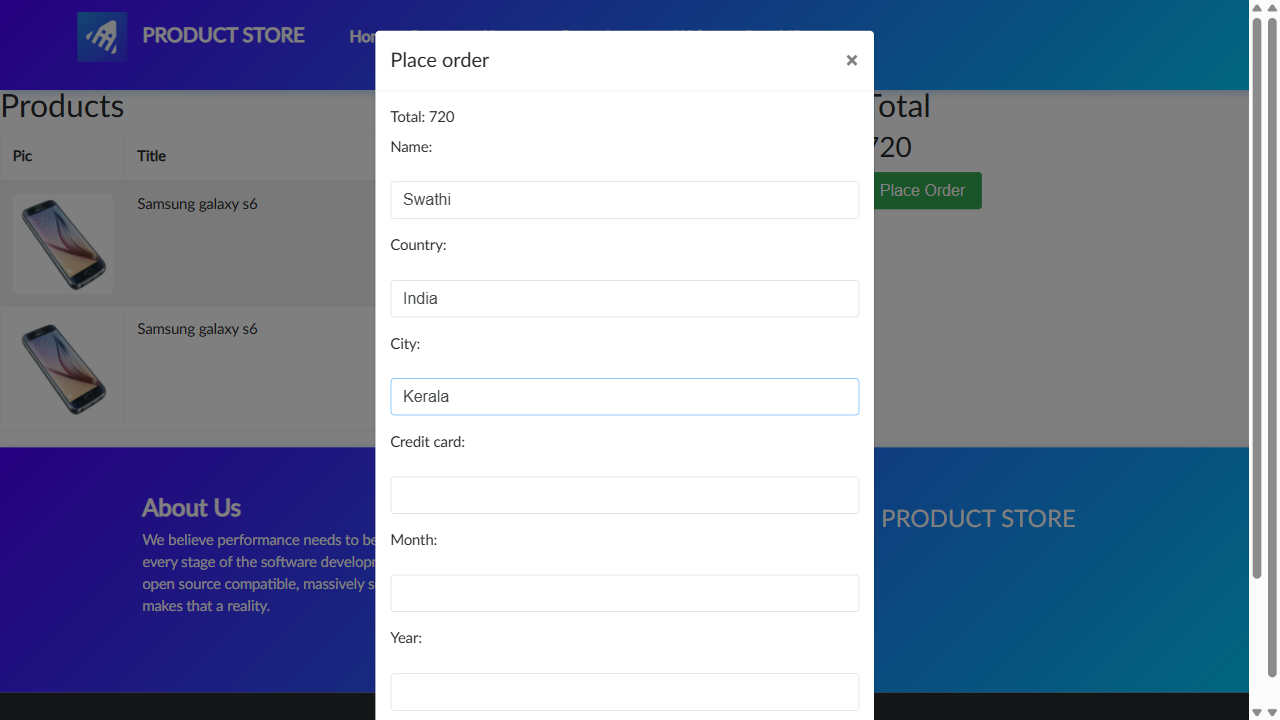 PRODUCT STORE
Place order
×
Total: 720
Name:
Swathi
Country:
India
City:
Kerala
Credit card:
Month:
Year:
Products
Pic
Title
Samsung galaxy s6
Samsung galaxy s6
Total
720
Place Order
About Us
We believe performance needs to be
every stage of the software
open source compatible, massively
makes that a reality.
PRODUCT STORE